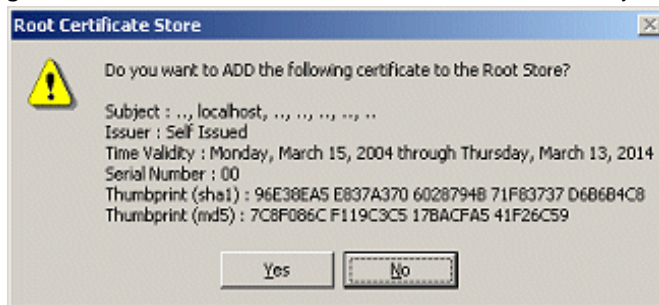 Root Certificate Store
Do you want to ADD the following certificate to the Root Store?
Subject : .., localhost, .., .., .., .., ..
Issuer : Self Issued
Time Validity : Monday, March 15, 2004 through Thursday, March 13, 2014
Serial Number : 00
Thumbprint (sha1) : 96E38EA5 E837A370 6028794B 71F83737 D6B6B4C8
Thumbprint (md5) : 7C8F086C F119C3C5 17BACFA5 41F26C59
Yes
No